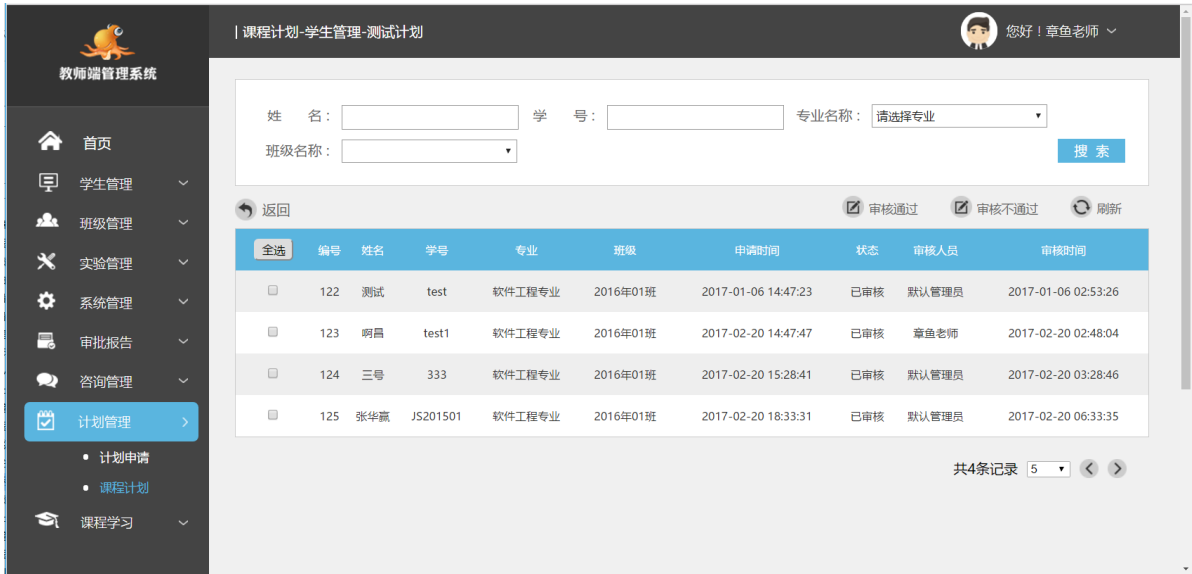 教师端管理系统
首页
学生管理
班级管理
实验管理
系统管理
审批报告
咨询管理
计划管理
计划申请
课程计划
课程学习
|课程计划-学生管理-测试计划
您好！章鱼老师
姓 名： 学 号： 专业名称： 请选择专业
班级名称： 搜 索
返回 审核通过 审核不通过 刷新
全选 编号 姓名 学号 专业 班级 申请时间 状态 审核人员 审核时间
122 测试 test 软件工程专业 2016年01班 2017-01-06 14:47:23 已审核 默认管理员 2017-01-06 02:53:26
123 啊昌 test1 软件工程专业 2016年01班 2017-02-20 14:47:47 已审核 章鱼老师 2017-02-20 02:48:04
124 三号 333 软件工程专业 2016年01班 2017-02-20 15:28:41 已审核 默认管理员 2017-02-20 03:28:46
125 张华赢 JS201501 软件工程专业 2016年01班 2017-02-20 18:33:31 已审核 默认管理员 2017-02-20 06:33:35
共4条记录 5